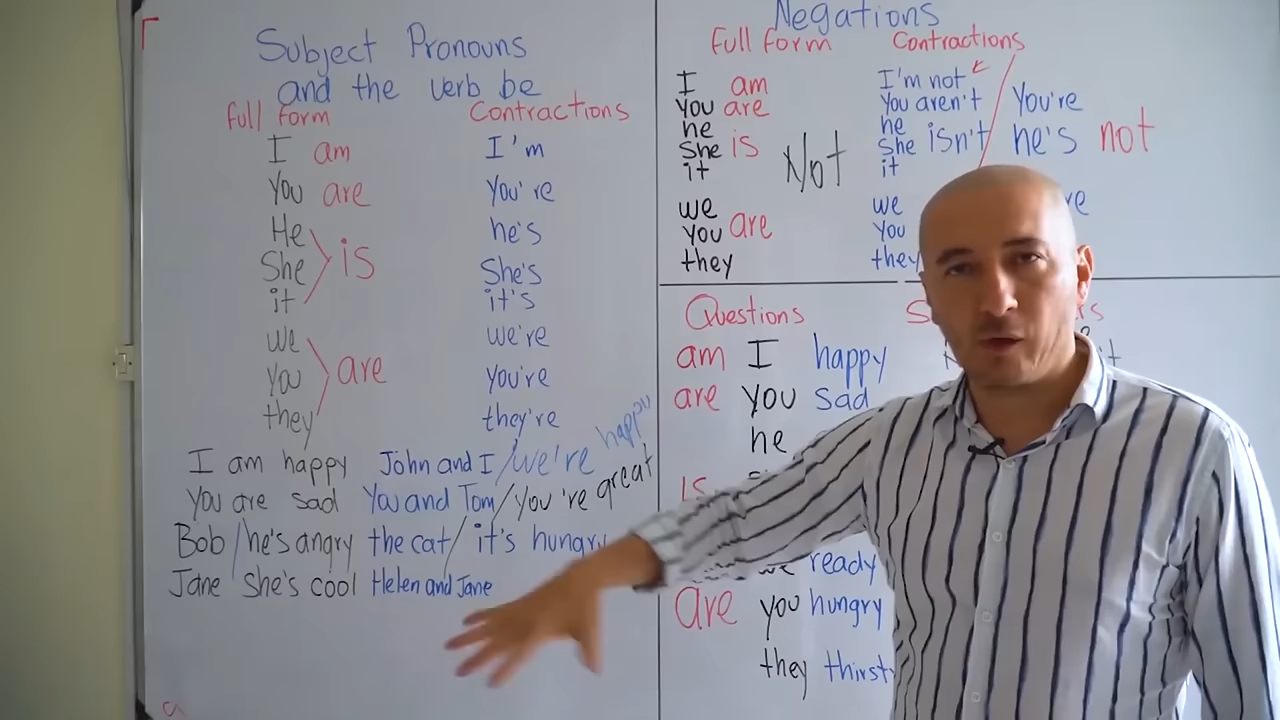 Subject Pronouns
and the verb be
Full form Contractions
I am I'm
You are You're
He he's
She is She's
it it's
we we're
You are you're
they they're
I am happy John and I/we're happy
You are sad You and Tom/you're great
Bob/he's angry the cat/it's hungry
Jane she's cool Helen and Jane
Negations
Full form Contractions
I am I'm not
You are You aren't / You're
he he
She is Not She isn't he's not
it it
we we
you are you
they they
Questions
am I happy
are you sad
he
Is
ready
are you hungry
they thirsty